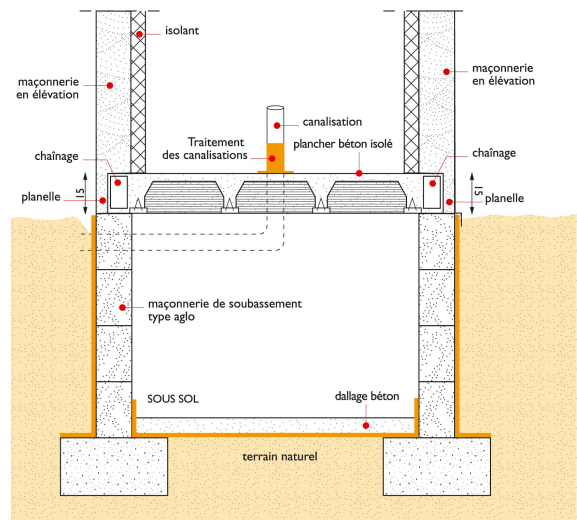 isolant
maçonnerie
en élévation
maçonnerie
en élévation
canalisation
Traitement
des canalisations
plancher béton isolé
chaînage
chaînage
planelle
15
15
planelle
maçonnerie de soubassement
type aglo
SOUS SOL
dallage béton
terrain naturel